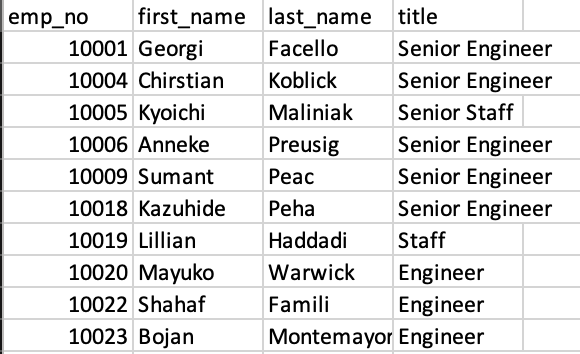 emp_no first_name last_name title
10001 Georgi Facello Senior Engineer
10004 Chirstian Koblick Senior Engineer
10005 Kyoichi Maliniak Senior Staff
10006 Anneke Preusig Senior Engineer
10009 Sumant Peac Senior Engineer
10018 Kazuhide Peha Senior Engineer
10019 Lillian Haddadi Staff
10020 Mayuko Warwick Engineer
10022 Shahaf Famili Engineer
10023 Bojan Montemayor Engineer